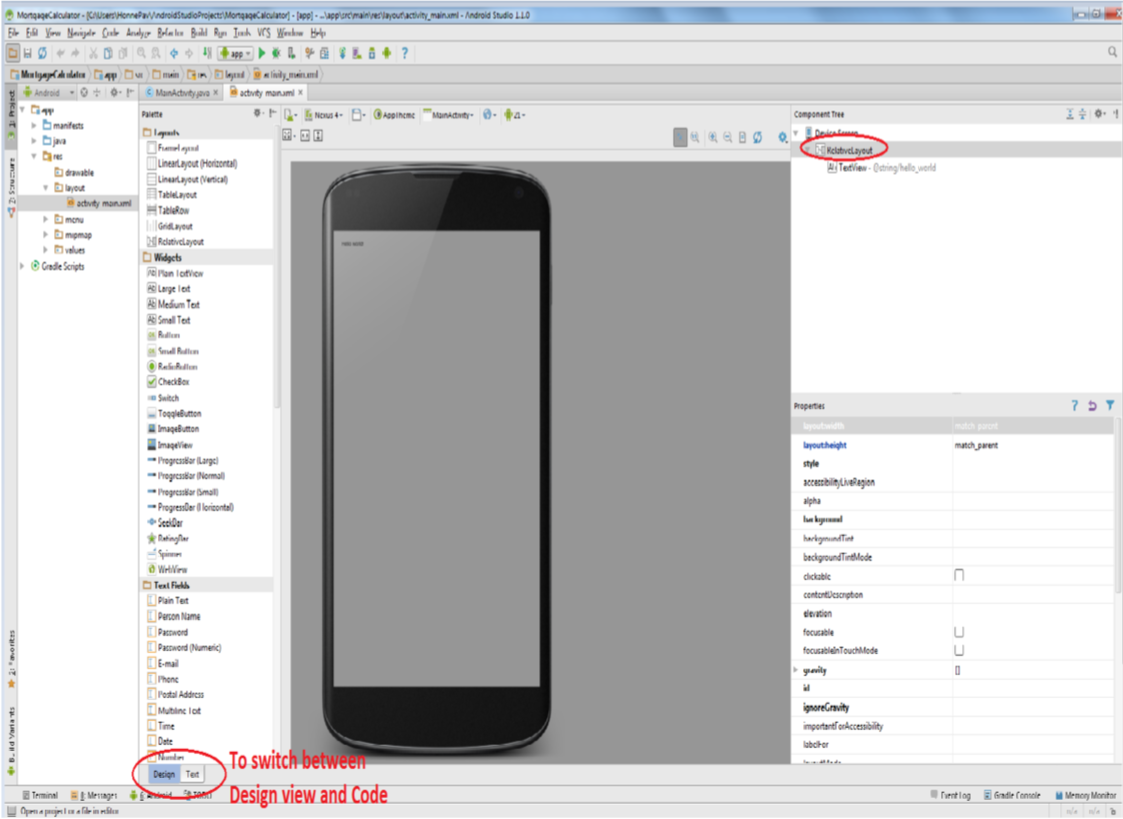 MortgageCalculator - [C:\Users\HonnePav\AndroidStudioProjects\MortgageCalculator] - [app] - ...\app\src\main\res\layout\activity_main.xml - Android Studio 1.1.0
File Edit View Navigate Code Analyze Refactor Build Run Tools VCS Window Help
app
MortgageCalculator app src main res layout activity_main.xml
Android MainActivity.java activity_main.xml
1: Project
Z: Structure
2: Favorites
Build Variants
app
manifests
java
res
drawable
layout
activity_main.xml
menu
mipmap
values
Gradle Scripts
Palette
Layouts
FrameLayout
LinearLayout (Horizontal)
LinearLayout (Vertical)
TableLayout
TableRow
GridLayout
RelativeLayout
Widgets
Plain TextView
Large Text
Medium Text
Small Text
Button
Small Button
RadioButton
CheckBox
Switch
ToggleButton
ImageButton
ImageView
ProgressBar (Large)
ProgressBar (Normal)
ProgressBar (Small)
ProgressBar (Horizontal)
SeekBar
RatingBar
Spinner
WebView
Text Fields
Plain Text
Person Name
Password
Password (Numeric)
E-mail
Phone
Postal Address
Multiline Text
Time
Date
Number
Design Text
Nexus 4 AppTheme MainActivity 21
To switch between
Design view and Code
Component Tree
Device Screen
RelativeLayout
TextView - @string/hello_world
Properties
layout:width match_parent
layout:height match_parent
style
accessibilityLiveRegion
alpha
background
backgroundTint
backgroundTintMode
clickable
contentDescription
elevation
focusable
focusableInTouchMode
gravity []
id
ignoreGravity
importantForAccessibility
labelFor
layoutMode
Terminal 0: Messages 6: Android TODO Event Log Gradle Console Memory Monitor
Open a project or a file in editor n/a n/a